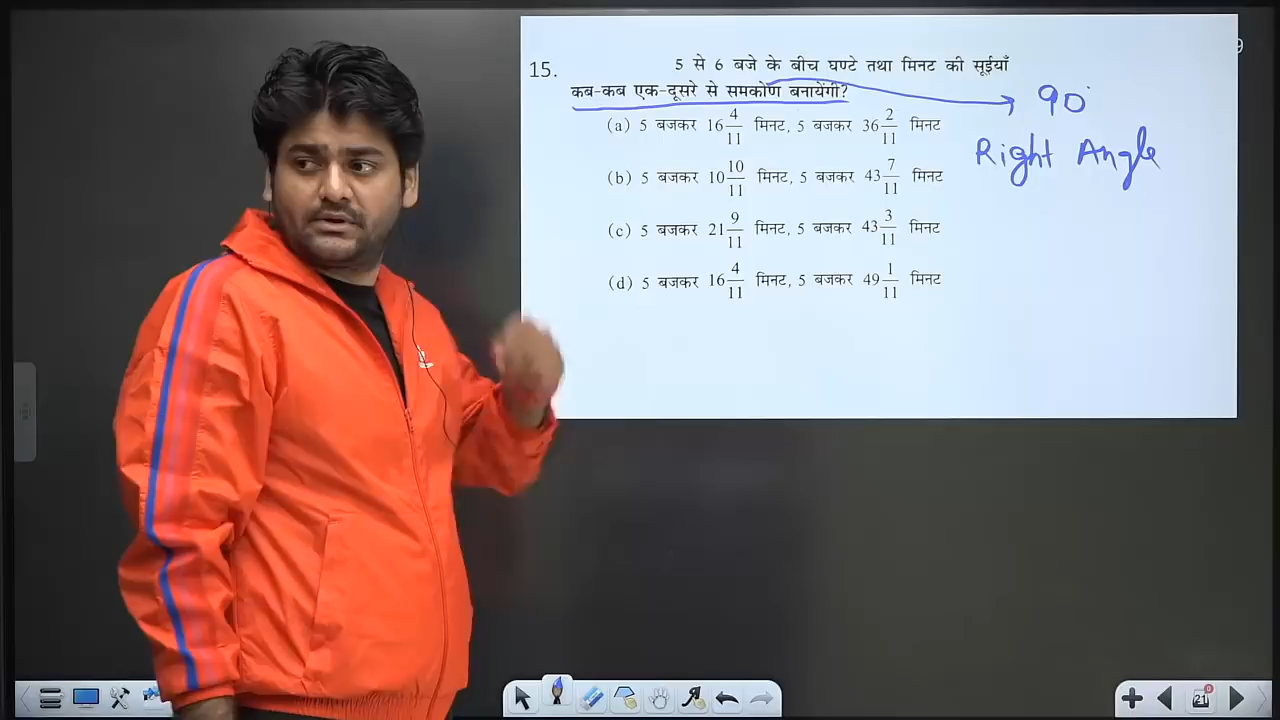 15. 5 से 6 बजे के बीच घण्टे तथा मिनट की सूईयाँ
कब-कब एक-दूसरे से समकोण बनायेंगी?
90°
(a) 5 बजकर 16 4/11 मिनट, 5 बजकर 36 2/11 मिनट
Right Angle
(b) 5 बजकर 10 10/11 मिनट, 5 बजकर 43 7/11 मिनट
(c) 5 बजकर 21 9/11 मिनट, 5 बजकर 43 3/11 मिनट
(d) 5 बजकर 16 4/11 मिनट, 5 बजकर 49 1/11 मिनट
21
0